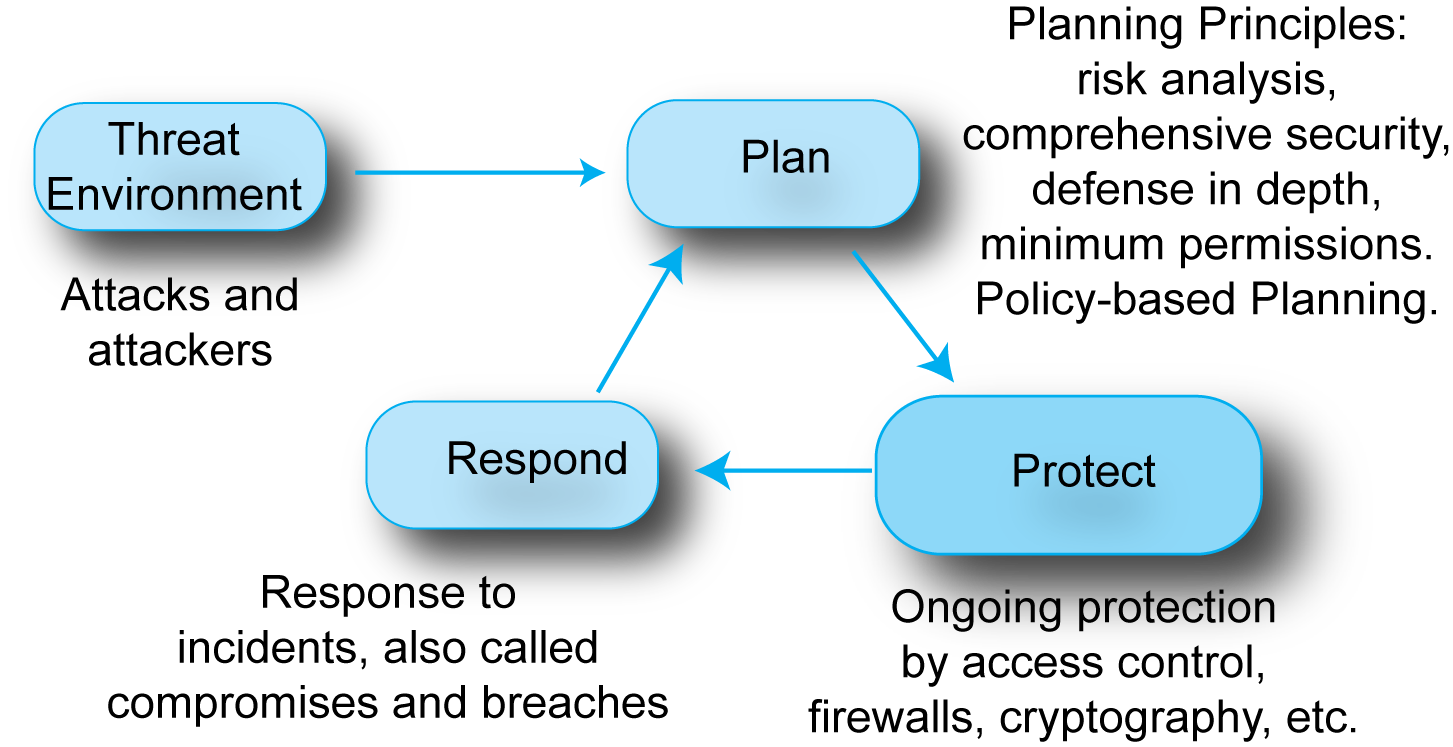 Threat
Environment
Attacks and
attackers
Plan
Planning Principles:
risk analysis,
comprehensive security,
defense in depth,
minimum permissions.
Policy-based Planning.
Protect
Ongoing protection
by access control,
firewalls, cryptography, etc.
Respond
Response to
incidents, also called
compromises and breaches